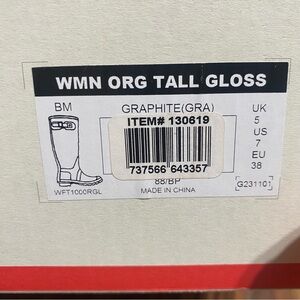 WMN ORG TALL GLOSS
BM
GRAPHITE(GRA)
UK
5
US
7
EU
38
ITEM# 130619
737566 643357
88/BP
MADE IN CHINA
WFT1000RGL
G231101